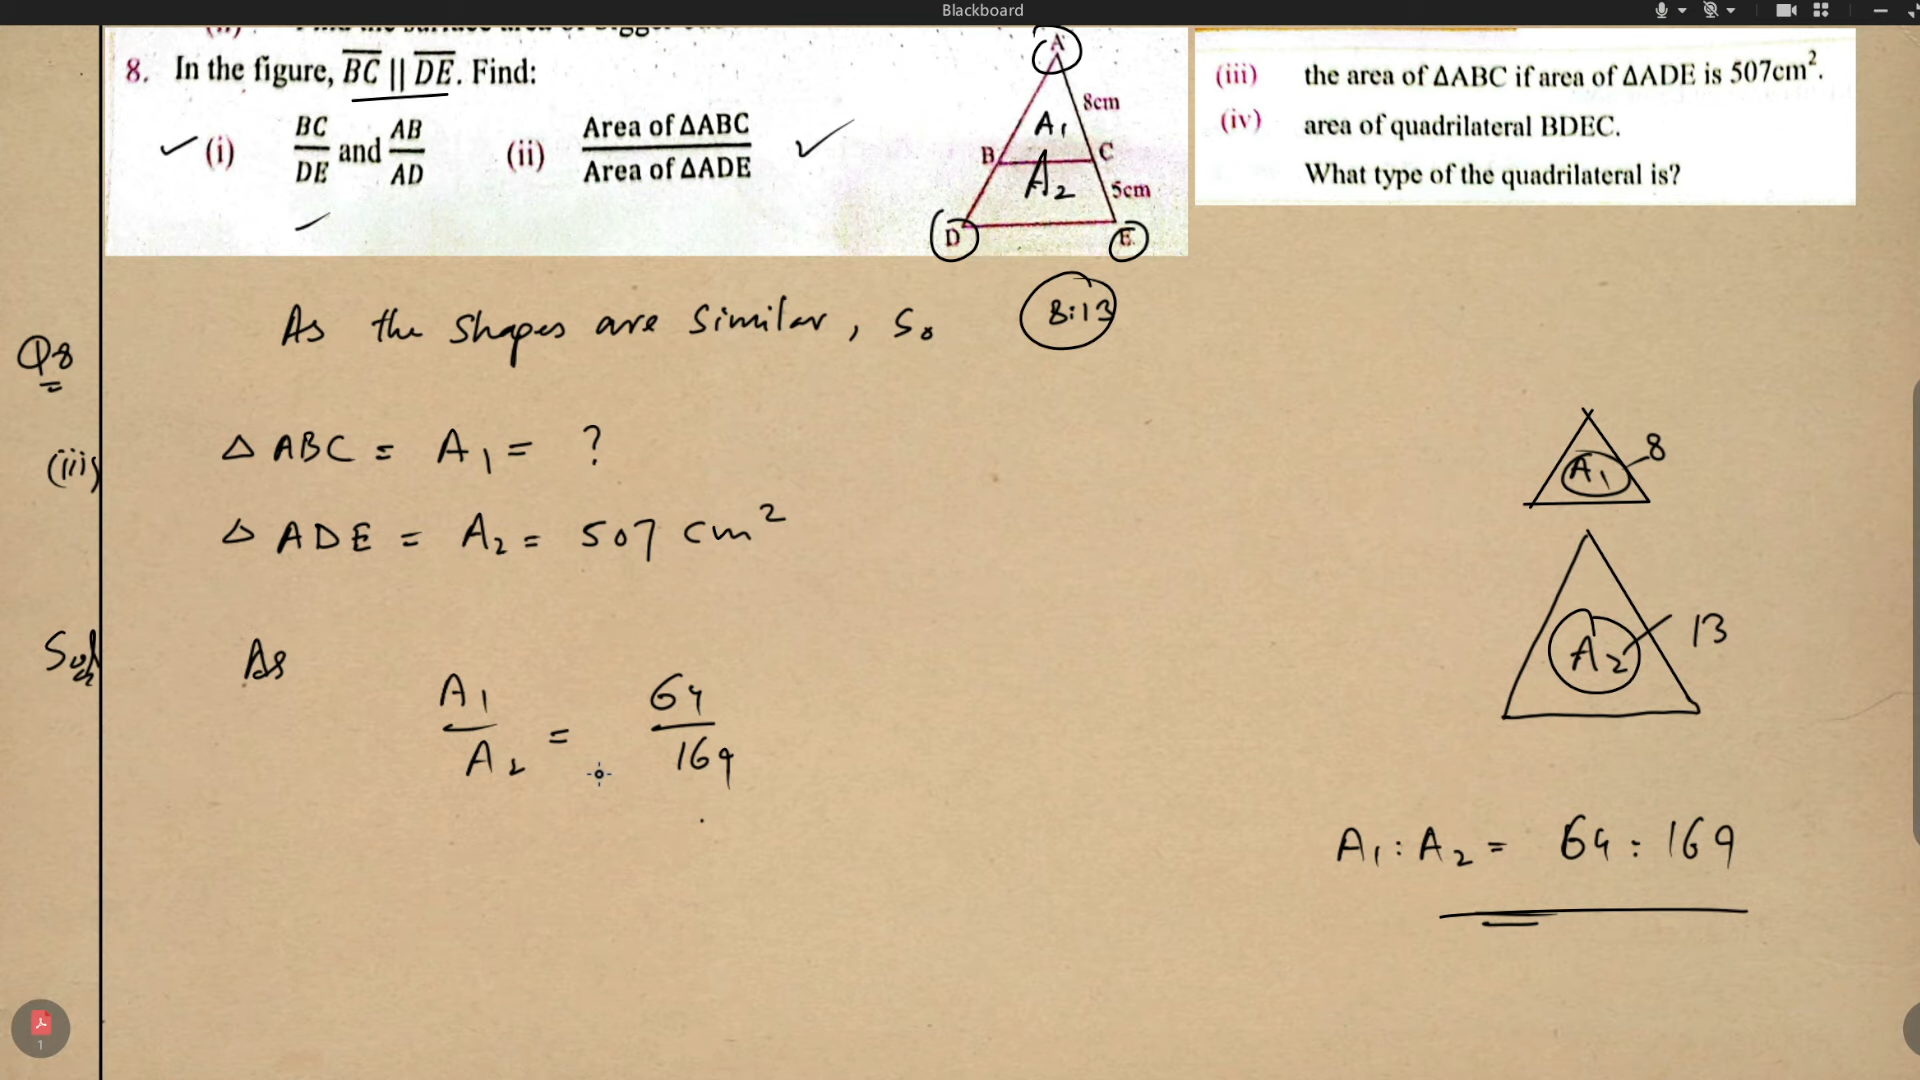 Blackboard
8. In the figure, BC || DE. Find:
(i) BC/DE and AB/AD (ii) Area of ΔABC/Area of ΔADE
A
8cm
A₁
B C
A₂
5cm
D E
(iii) the area of ΔABC if area of ΔADE is 507cm².
(iv) area of quadrilateral BDEC.
What type of the quadrilateral is?
As the shapes are similar, So 8:13
Q8
(iii) Δ ABC = A₁ = ?
Δ ADE = A₂ = 507 cm²
Sol As
A₁/A₂ = 64/169
A₁ 8
A₂ 13
A₁ : A₂ = 64 : 169
1